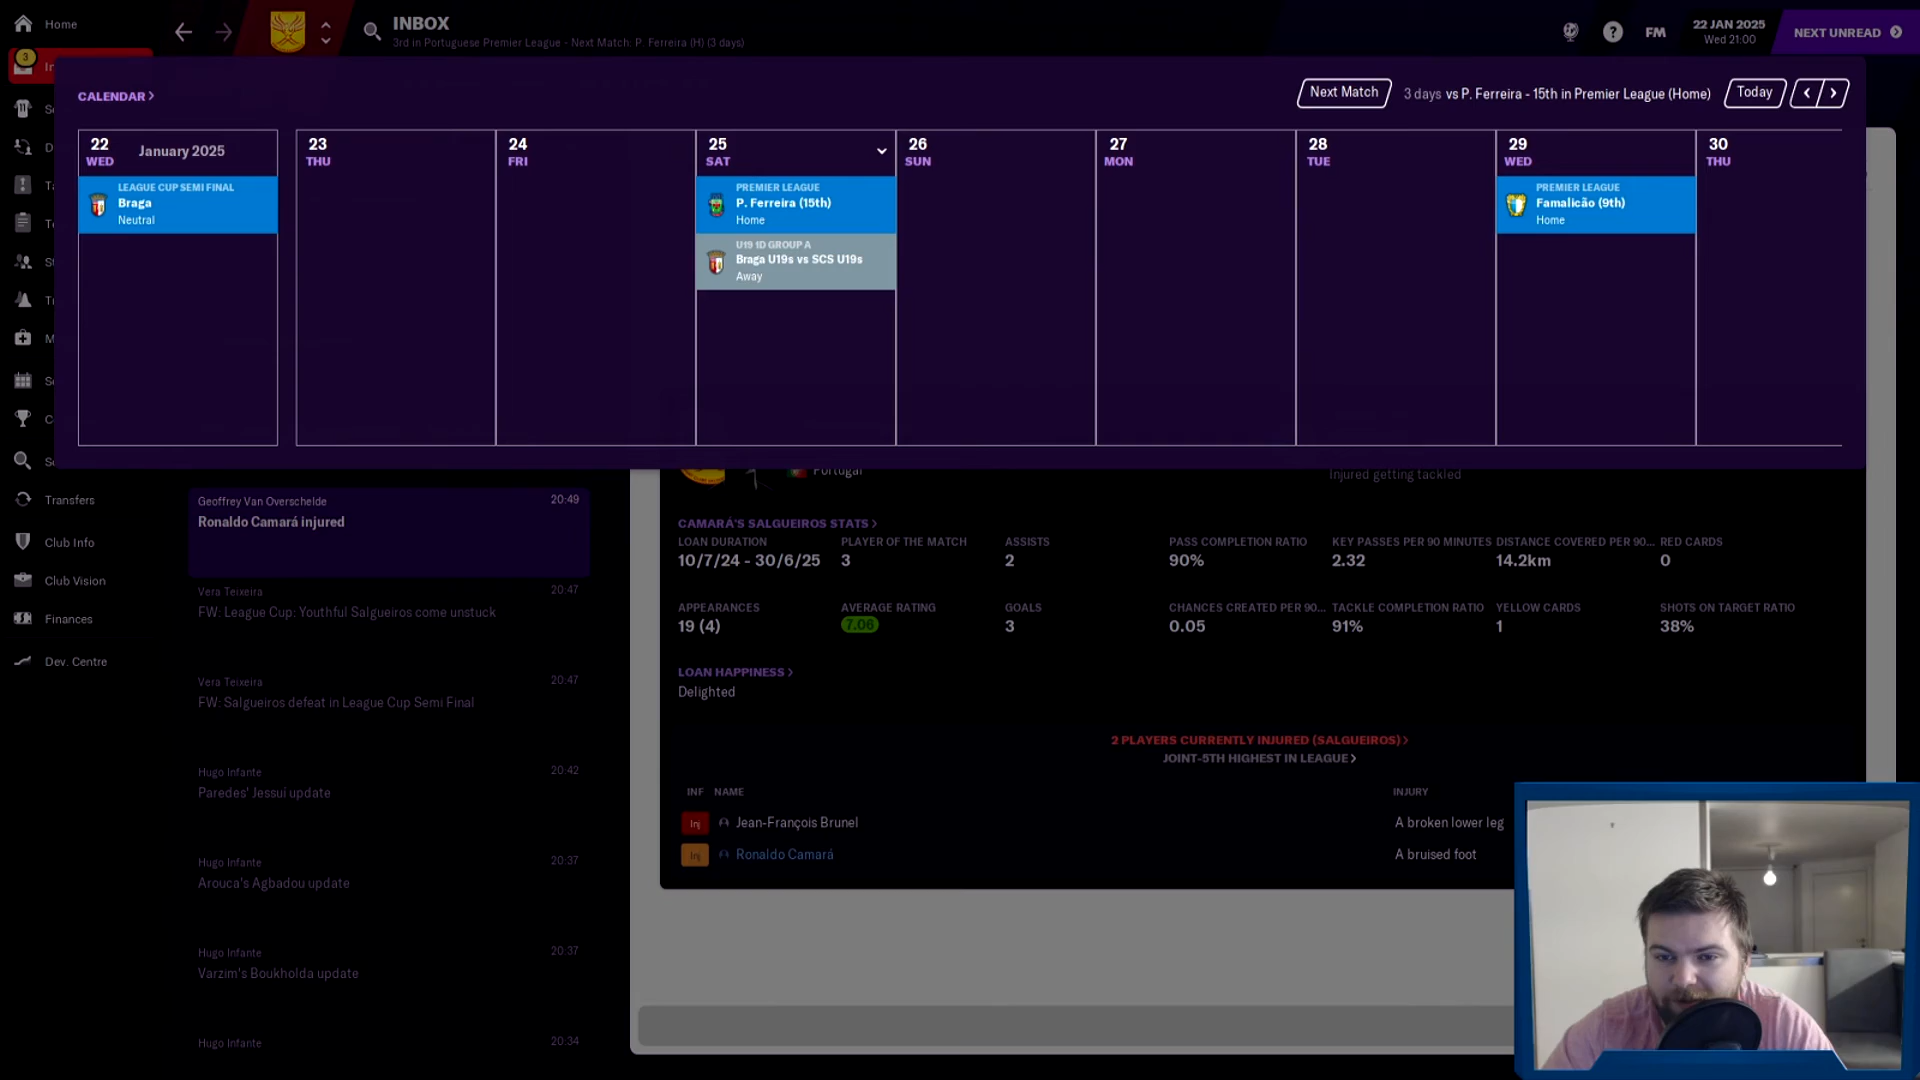 Home
INBOX
3rd in Portuguese Premier League - Next Match: P. Ferreira (H) (3 days)
FM
22 JAN 2025
Wed 21:00
NEXT UNREAD
3
CALENDAR
Next Match
3 days vs P. Ferreira - 15th in Premier League (Home)
Today
22 WED January 2025
23 THU
24 FRI
25 SAT
26 SUN
27 MON
28 TUE
29 WED
30 THU
LEAGUE CUP SEMI FINAL
Braga
Neutral
PREMIER LEAGUE
P. Ferreira (15th)
Home
U19 1D GROUP A
Braga U19s vs SCS U19s
Away
PREMIER LEAGUE
Famalicão (9th)
Home
Transfers
Club Info
Club Vision
Finances
Dev. Centre
Geoffrey Van Overschelde 20:49
Ronaldo Camará injured
Vera Teixeira 20:47
FW: League Cup: Youthful Salgueiros come unstuck
Vera Teixeira 20:47
FW: Salgueiros defeat in League Cup Semi Final
Hugo Infante 20:42
Paredes' Jessuí update
Hugo Infante 20:37
Arouca's Agbadou update
Hugo Infante 20:37
Varzim's Boukholda update
Hugo Infante 20:34
Portugal
Injured getting tackled
CAMARÁ'S SALGUEIROS STATS
LOAN DURATION PLAYER OF THE MATCH ASSISTS PASS COMPLETION RATIO KEY PASSES PER 90 MINUTES DISTANCE COVERED PER 90... RED CARDS
10/7/24 - 30/6/25 3 2 90% 2.32 14.2km 0
APPEARANCES AVERAGE RATING GOALS CHANCES CREATED PER 90... TACKLE COMPLETION RATIO YELLOW CARDS SHOTS ON TARGET RATIO
19 (4) 7.06 3 0.05 91% 1 38%
LOAN HAPPINESS
Delighted
2 PLAYERS CURRENTLY INJURED (SALGUEIROS)
JOINT-5TH HIGHEST IN LEAGUE
INF NAME INJURY
Inj Jean-François Brunel A broken lower leg
Inj Ronaldo Camará A bruised foot